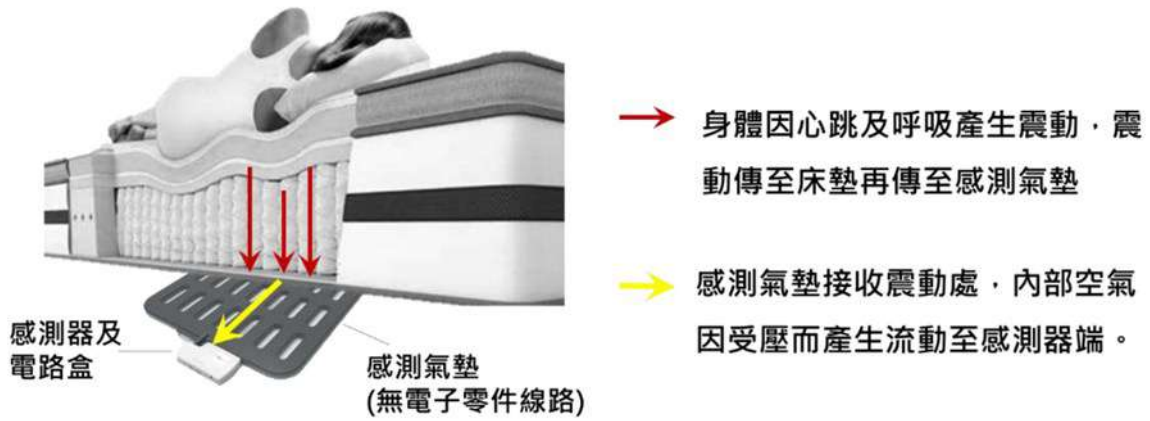 身體因心跳及呼吸產生震動，震
動傳至床墊再傳至感測氣墊
感測氣墊接收震動處，內部空氣
因受壓而產生流動至感測器端。
感測器及
電路盒
感測氣墊
(無電子零件線路)